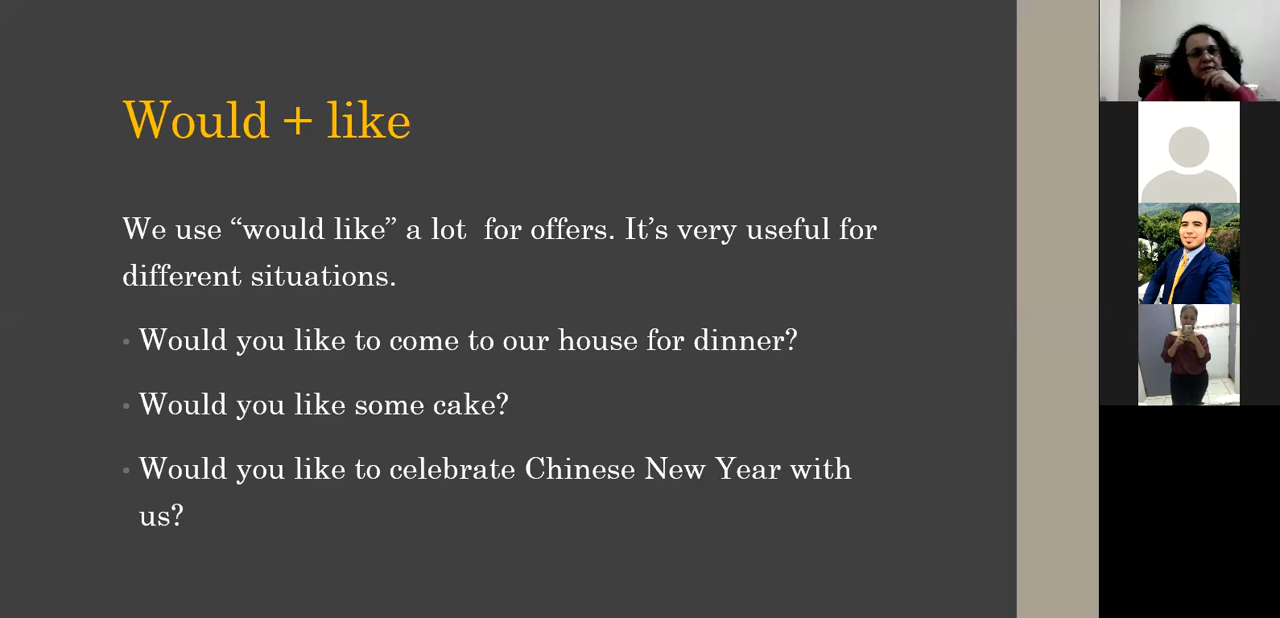 Would + like
We use “would like” a lot  for offers. It’s very useful for
different situations.
• Would you like to come to our house for dinner?
• Would you like some cake?
• Would you like to celebrate Chinese New Year with
us?